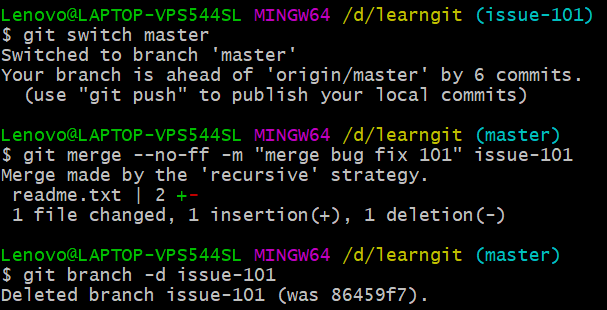 Lenovo@LAPTOP-VPS544SL MINGW64 /d/learngit (issue-101)
$ git switch master
Switched to branch 'master'
Your branch is ahead of 'origin/master' by 6 commits.
  (use "git push" to publish your local commits)

Lenovo@LAPTOP-VPS544SL MINGW64 /d/learngit (master)
$ git merge --no-ff -m "merge bug fix 101" issue-101
Merge made by the 'recursive' strategy.
 readme.txt | 2 +-
 1 file changed, 1 insertion(+), 1 deletion(-)

Lenovo@LAPTOP-VPS544SL MINGW64 /d/learngit (master)
$ git branch -d issue-101
Deleted branch issue-101 (was 86459f7).